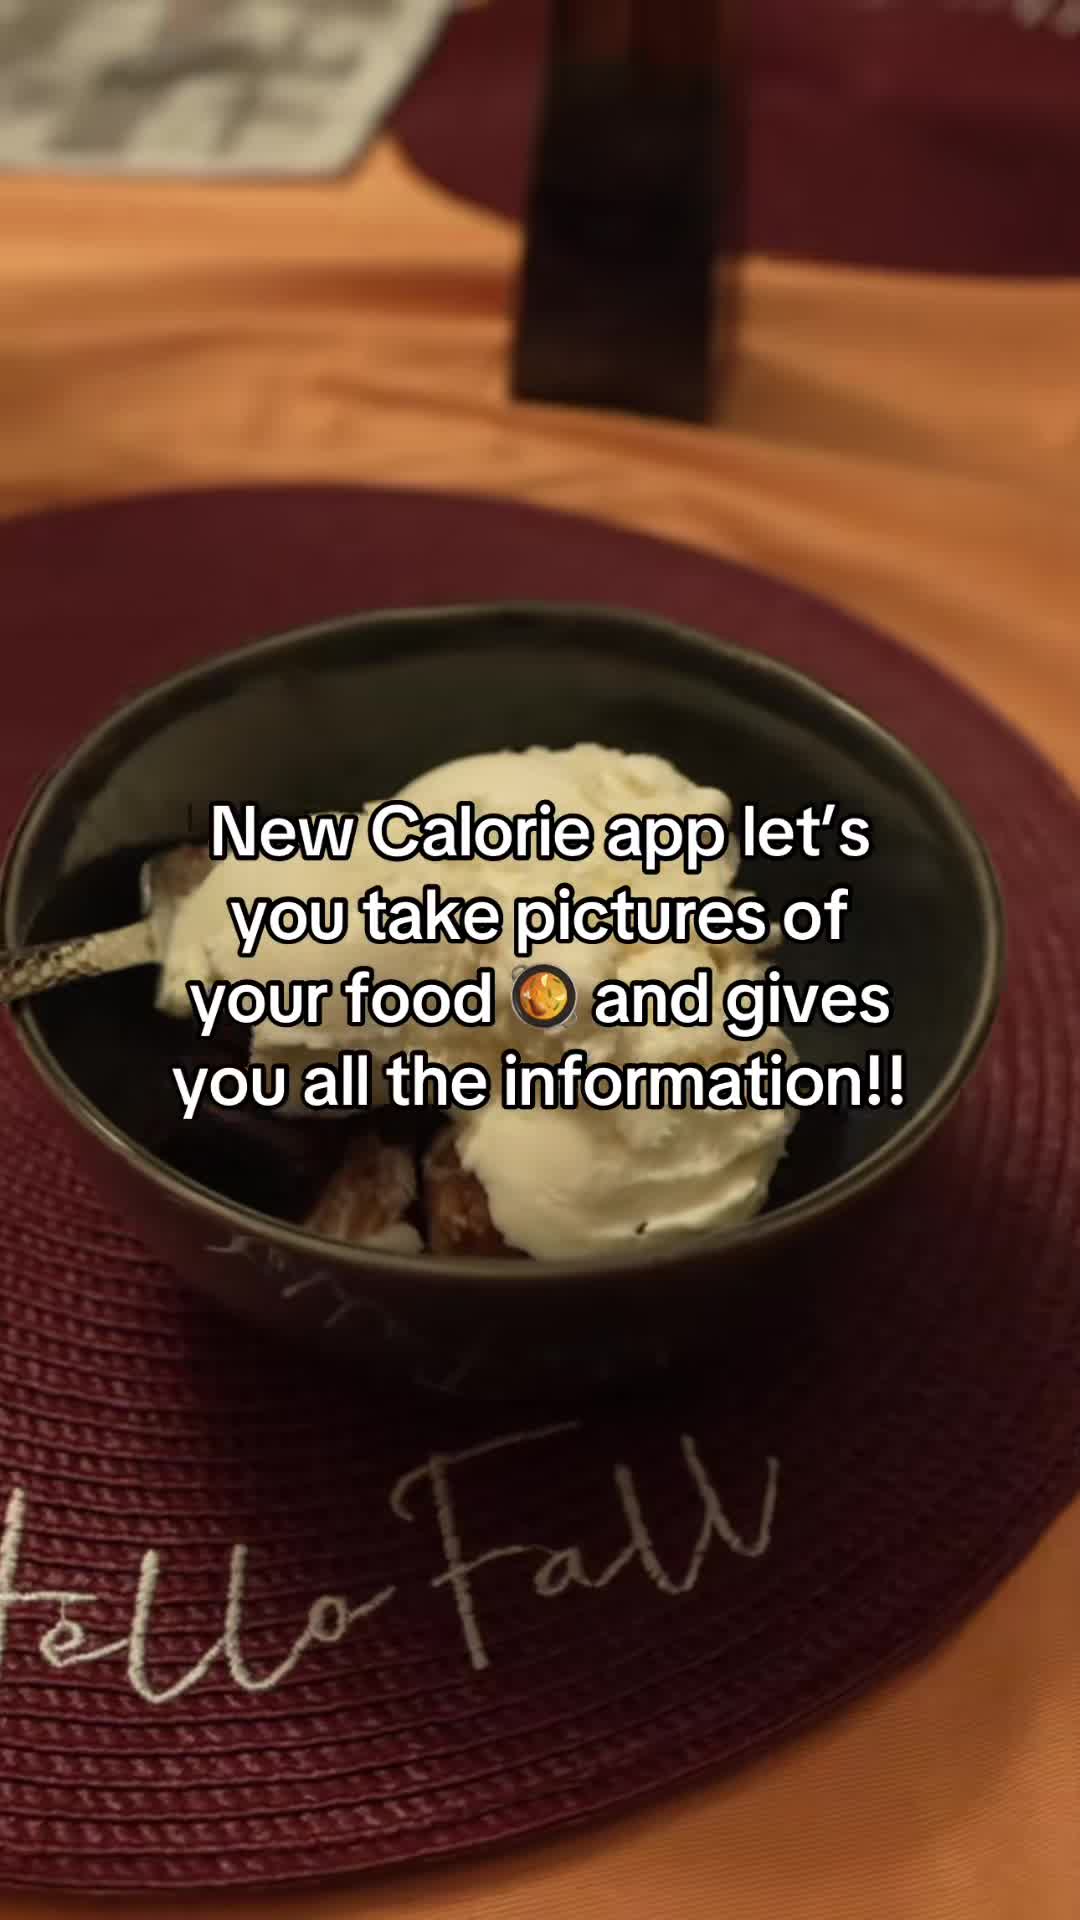 New Calorie app let’s
you take pictures of
your food 🥘 and gives
you all the information!!
Hello Fall